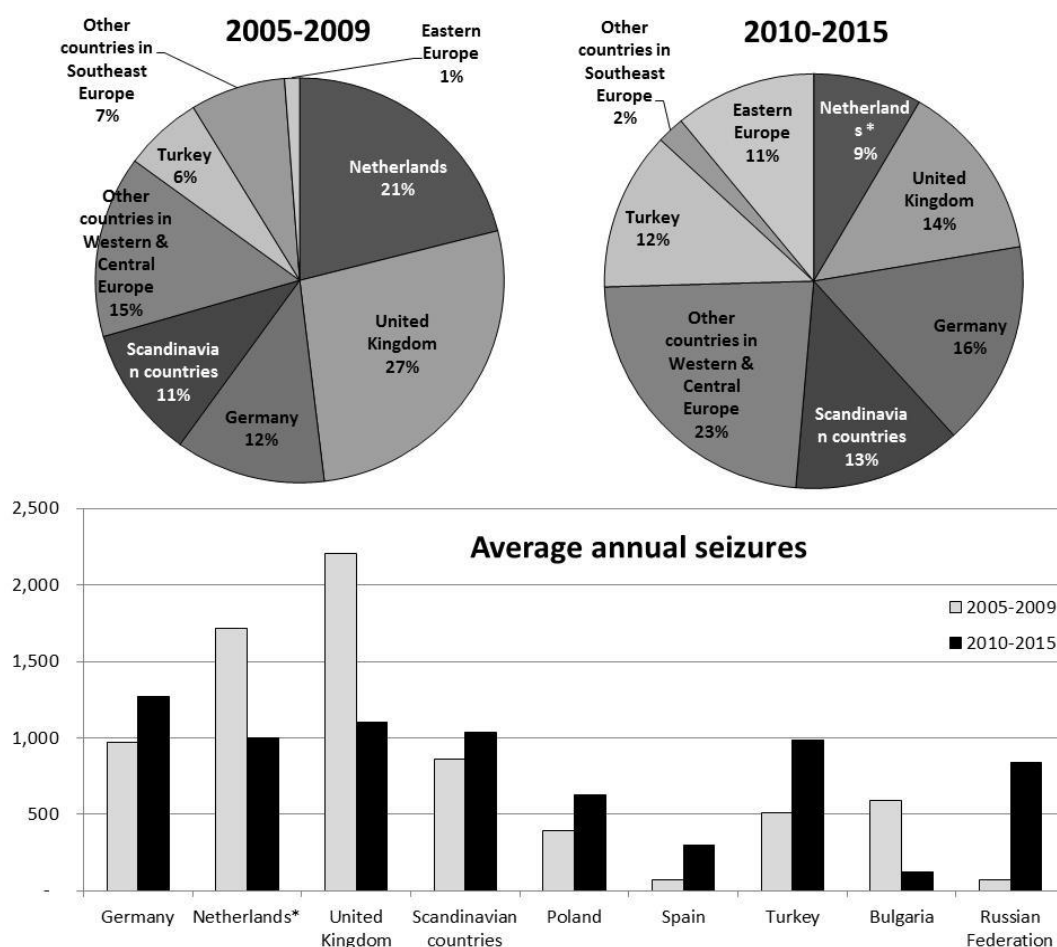 2005-2009
Other
countries in
Southeast
Europe
7%
Eastern
Europe
1%
Netherlands
21%
United
Kingdom
27%
Germany
12%
Scandinavia
n countries
11%
Other
countries in
Western &
Central
Europe
15%
Turkey
6%
2010-2015
Other
countries in
Southeast
Europe
2%
Eastern
Europe
11%
Netherland
s *
9%
United
Kingdom
14%
Germany
16%
Scandinavia
n countries
13%
Other
countries in
Western &
Central
Europe
23%
Turkey
12%
Average annual seizures
2,500
2,000
1,500
1,000
500
-
2005-2009
2010-2015
Germany
Netherlands*
United
Kingdom
Scandinavian
countries
Poland
Spain
Turkey
Bulgaria
Russian
Federation